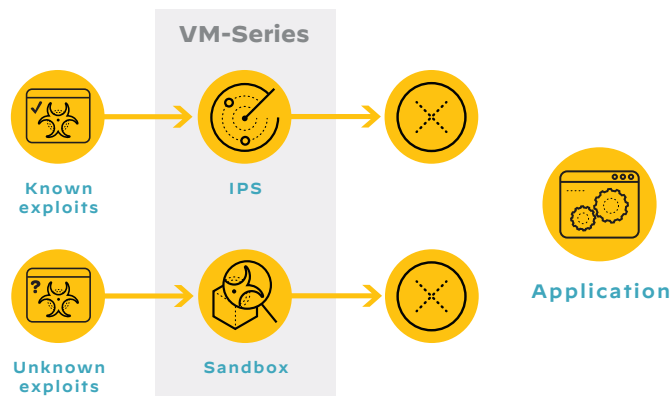 VM-Series
Known
exploits
IPS
Application
?
Unknown
exploits
Sandbox